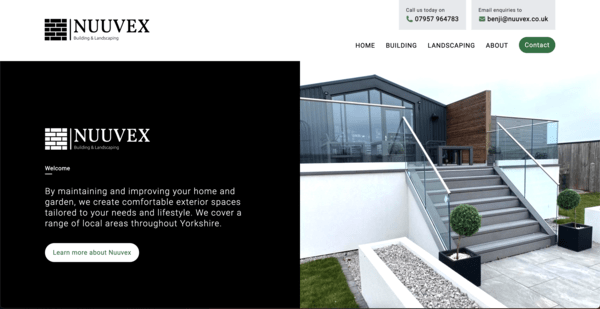 Call us today on
07957 964783
Email enquiries to
benji@nuuvex.co.uk
NUUVEX
Building & Landscaping
HOME BUILDING LANDSCAPING ABOUT Contact
NUUVEX
Building & Landscaping
Welcome
By maintaining and improving your home and
garden, we create comfortable exterior spaces
tailored to your needs and lifestyle. We cover a
range of local areas throughout Yorkshire.
Learn more about Nuuvex